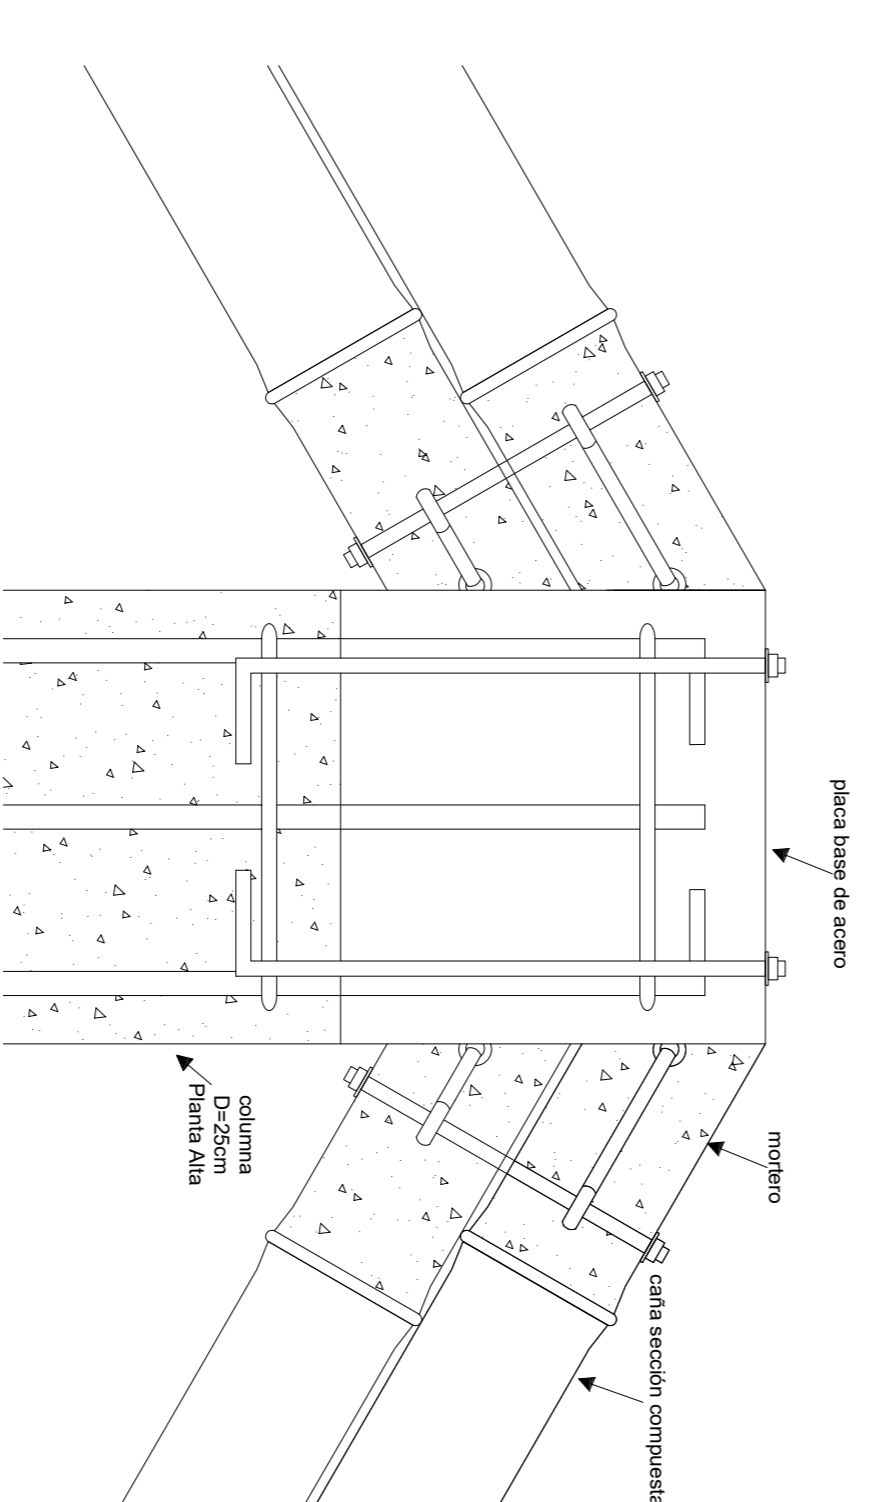 placa base de acero
mortero
caña sección compuesta
columna
D=25cm
Planta Alta